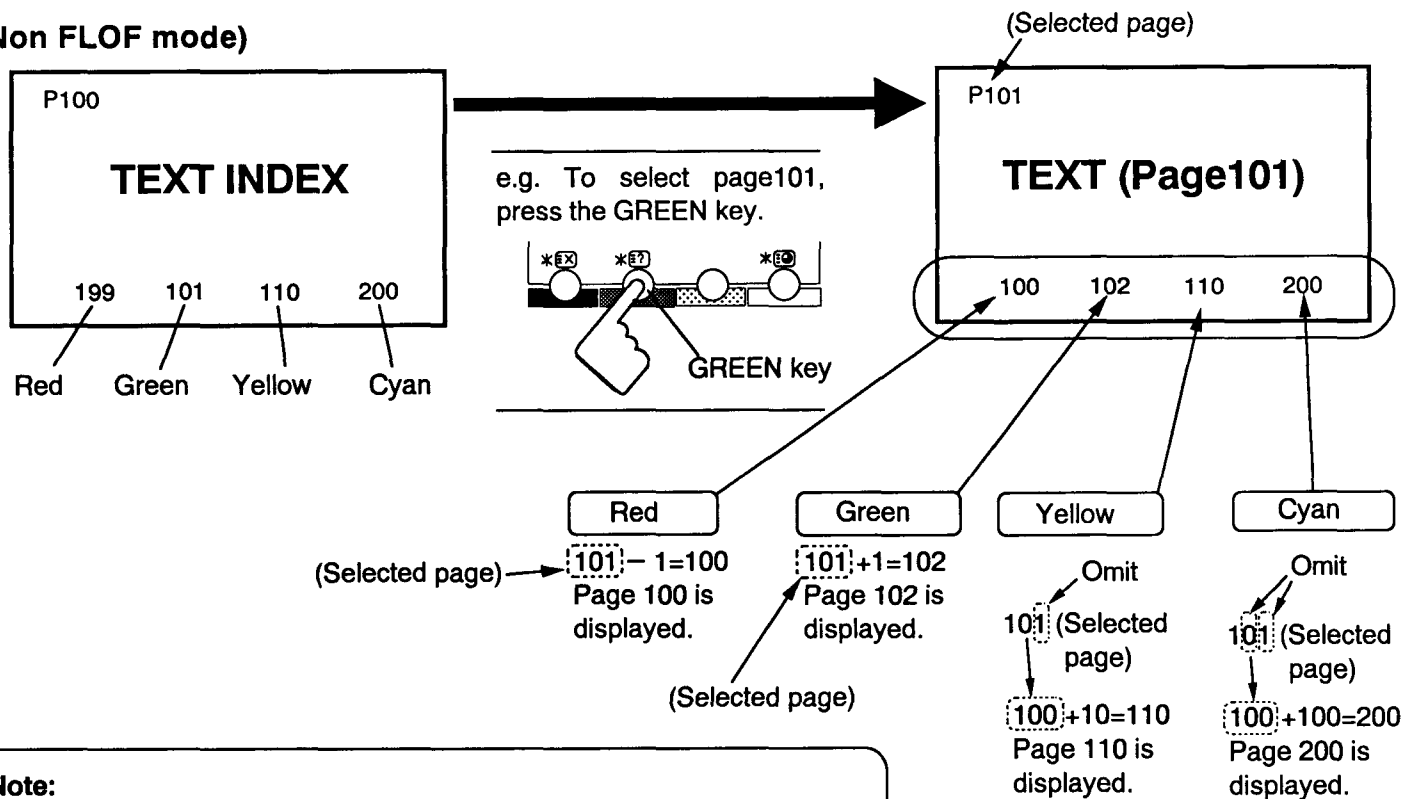 (Selected page)
Non FLOF mode)
P100
P101
TEXT INDEX
e.g. To select page101,
press the GREEN key.
TEXT (Page101)
199 101 110 200
100 102 110 200
Red Green Yellow Cyan
GREEN key
Red
101 − 1=100
Page 100 is
displayed.
(Selected page)
Green
101 +1=102
Page 102 is
displayed.
(Selected page)
Yellow
Omit
101 (Selected
page)
100 +10=110
Page 110 is
displayed.
Cyan
Omit
101 (Selected
page)
100 +100=200
Page 200 is
displayed.
Note: